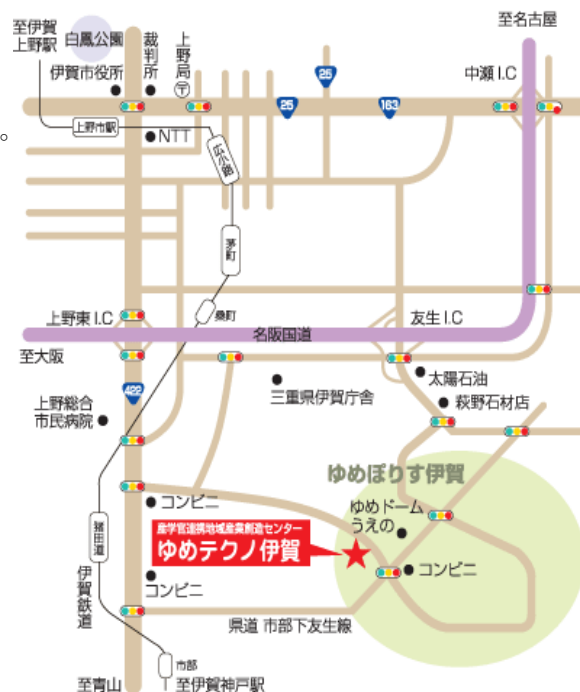 至名古屋
至伊賀
上野駅
白鳳公園
裁判所
上野局
〒
伊賀市役所
25
中瀬 I.C
上野市駅
25
163
。
NTT
広小路
茅町
上野東 I.C
桑町
友生 I.C
名阪国道
至大阪
太陽石油
422
三重県伊賀庁舎
萩野石材店
上野総合
市民病院
ゆめぽりす伊賀
コンビニ
ゆめドーム
うえの
猪田道
産学官連携地域産業創造センター
ゆめテクノ伊賀
コンビニ
伊賀鉄道
コンビニ
県道 市部下友生線
市部
至青山
至伊賀神戸駅